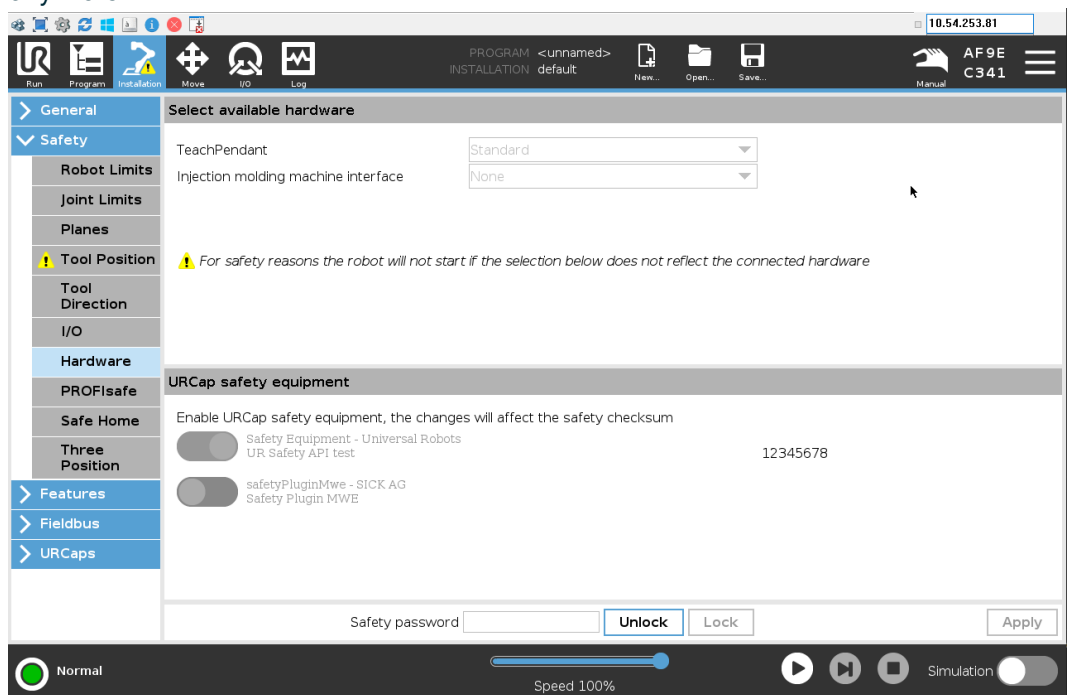 10.54.253.81
PROGRAM <unnamed>
INSTALLATION default
AF9E
C341
Run Program Installation Move I/O Log New... Open... Save... Manual
General
Safety
Robot Limits
Joint Limits
Planes
Tool Position
Tool
Direction
I/O
Hardware
PROFIsafe
Safe Home
Three
Position
Features
Fieldbus
URCaps
Select available hardware
TeachPendant Standard
Injection molding machine interface None
For safety reasons the robot will not start if the selection below does not reflect the connected hardware
URCap safety equipment
Enable URCap safety equipment, the changes will affect the safety checksum
Safety Equipment - Universal Robots
UR Safety API test
12345678
safetyPluginMwe - SICK AG
Safety Plugin MWE
Safety password Unlock Lock Apply
Normal
Speed 100%
Simulation